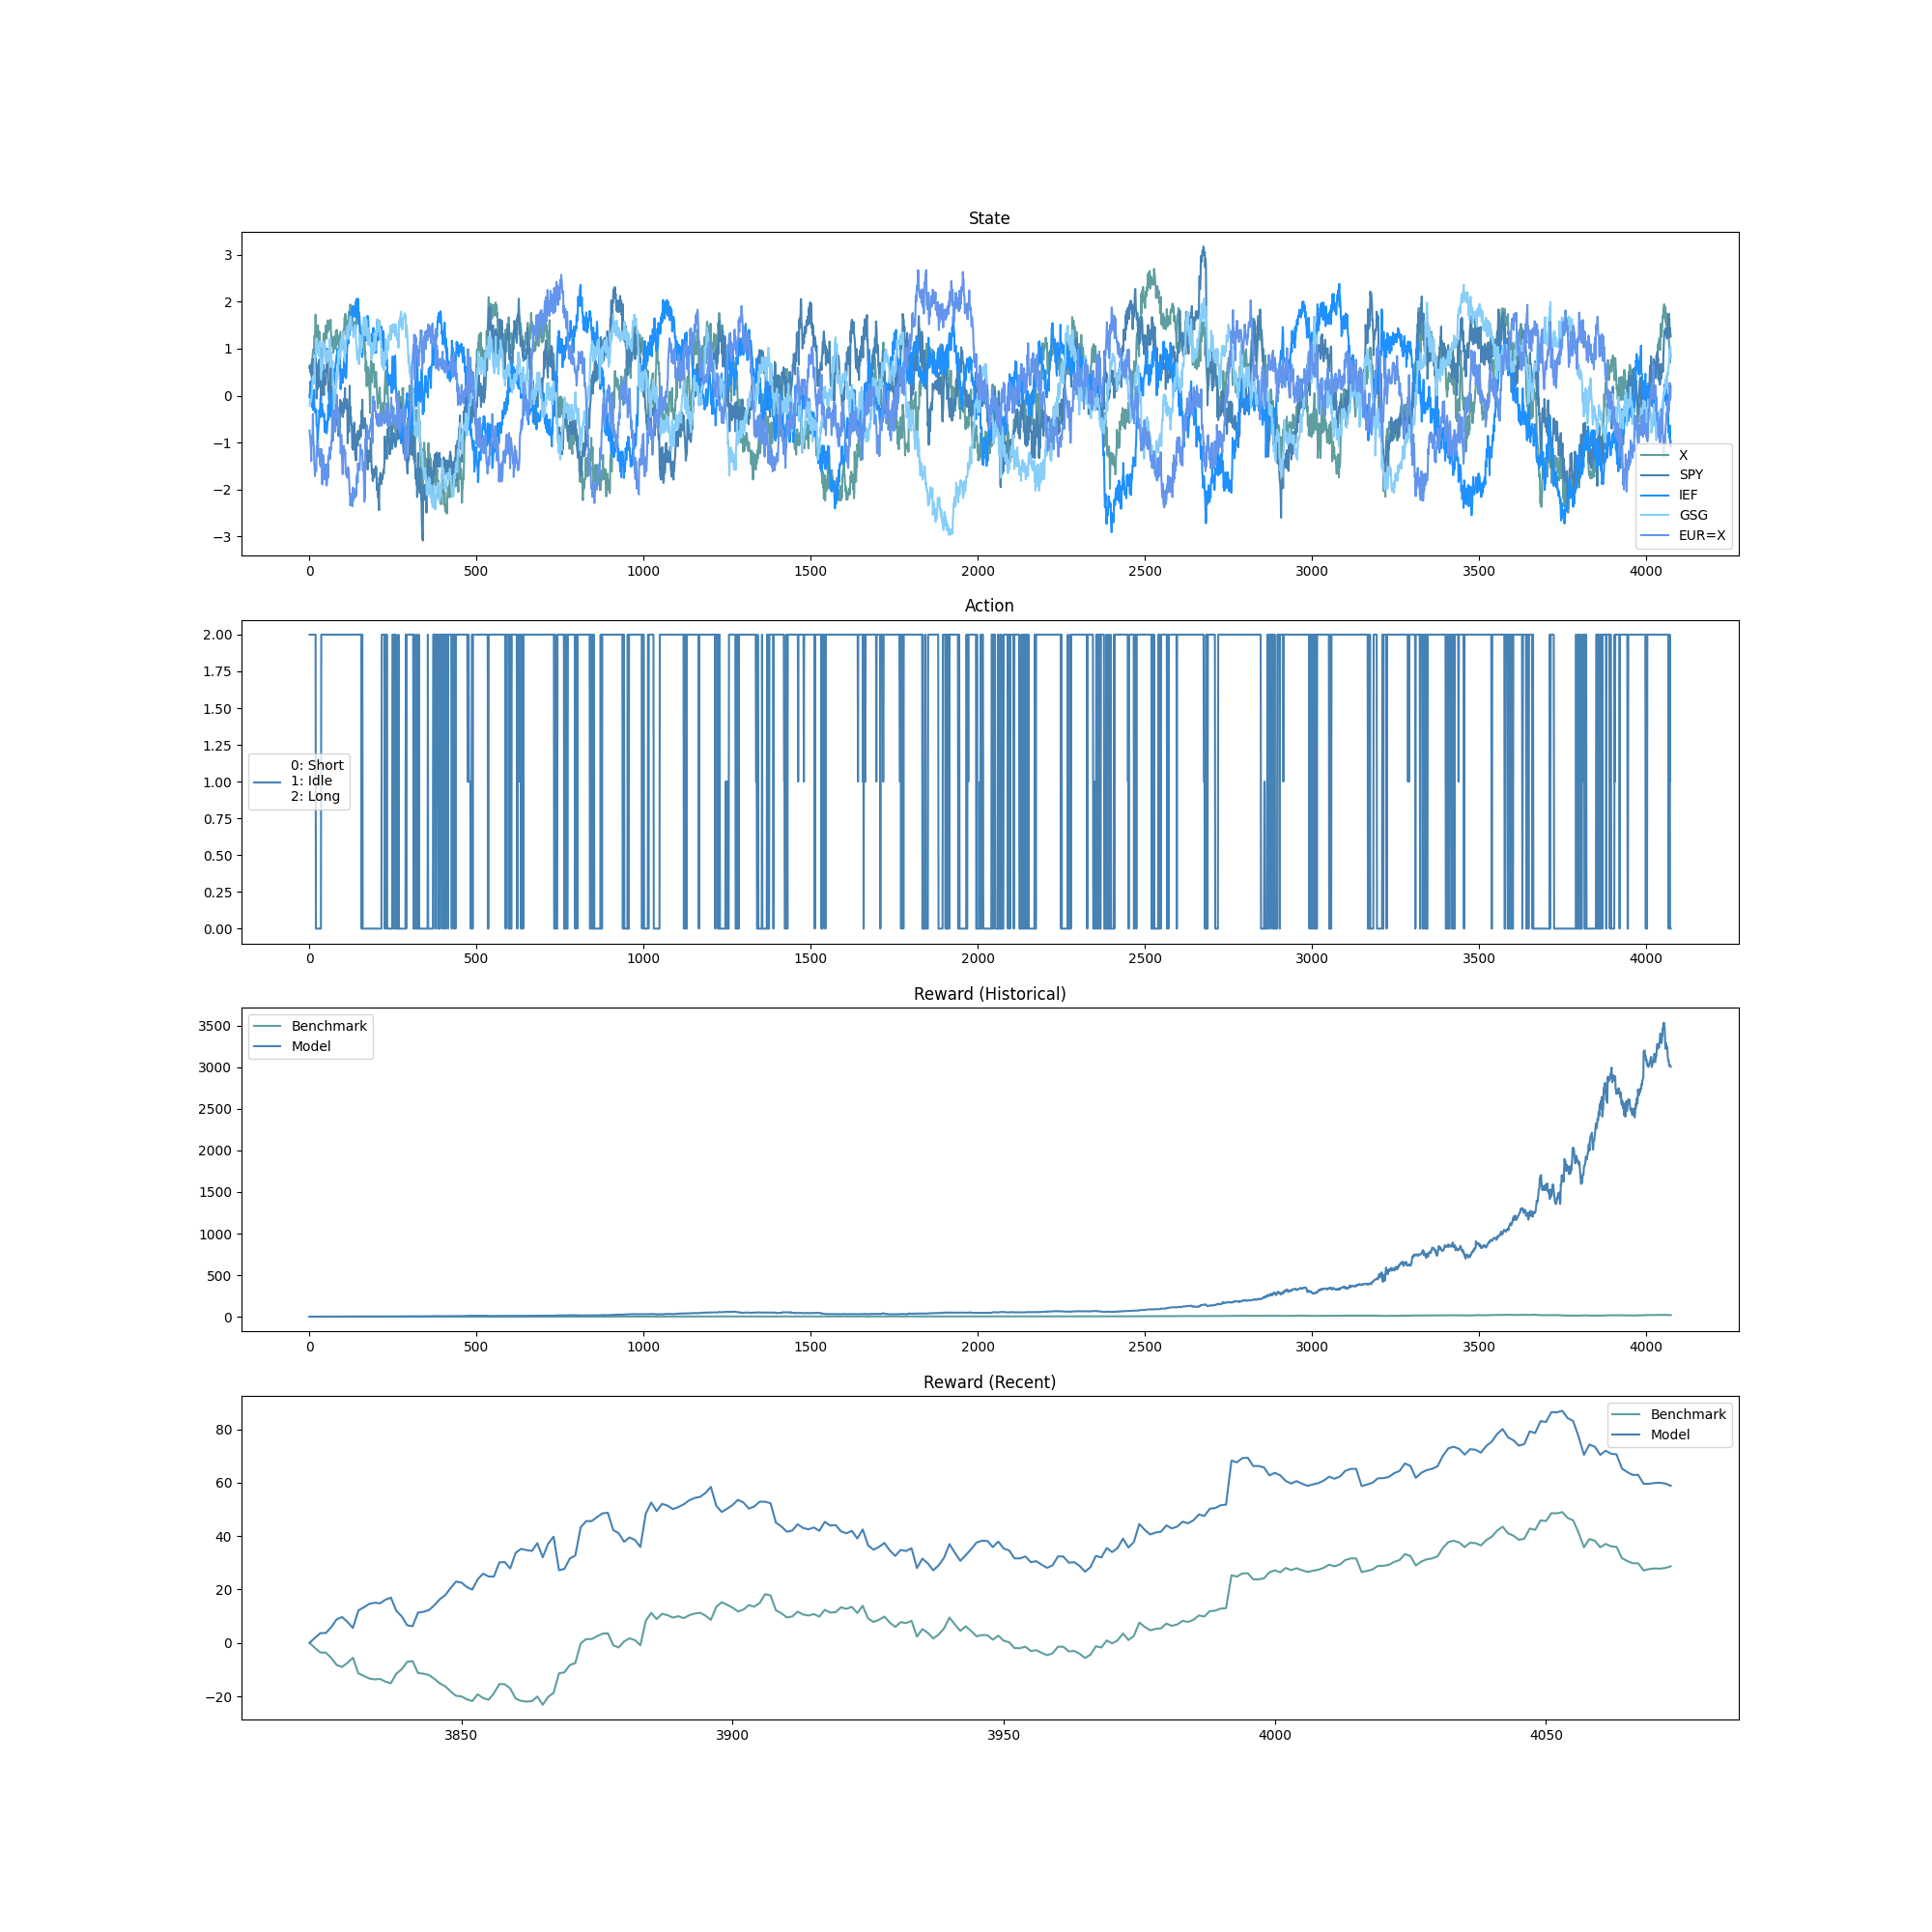 State
3
2
1
0
−1
−2
−3
X
SPY
IEF
GSG
EUR=X
0 500 1000 1500 2000 2500 3000 3500 4000
Action
2.00
1.75
1.50
1.25
1.00
0.75
0.50
0.25
0.00
0: Short
1: Idle
2: Long
0 500 1000 1500 2000 2500 3000 3500 4000
Reward (Historical)
Benchmark
Model
3500
3000
2500
2000
1500
1000
500
0
0 500 1000 1500 2000 2500 3000 3500 4000
Reward (Recent)
Benchmark
Model
80
60
40
20
0
−20
3850 3900 3950 4000 4050